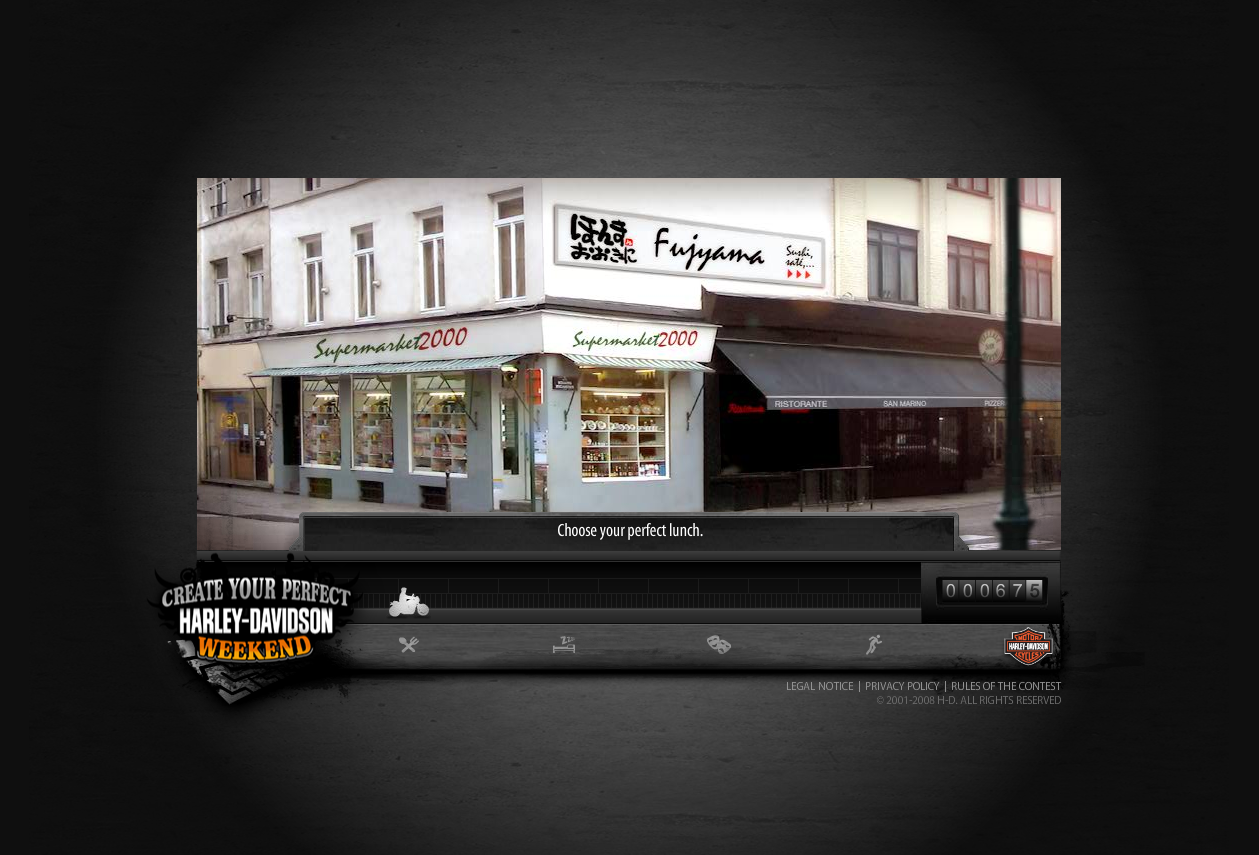 ほんま
おおきに
Fujyama
Sushi,
saté,...
Supermarket2000
Supermarket2000
RISTORANTE
SAN MARINO
Choose your perfect lunch.
CREATE YOUR PERFECT
HARLEY-DAVIDSON
WEEKEND
000675
MOTOR
HARLEY-DAVIDSON
CYCLES
LEGAL NOTICE | PRIVACY POLICY | RULES OF THE CONTEST
© 2001-2008 H-D. ALL RIGHTS RESERVED